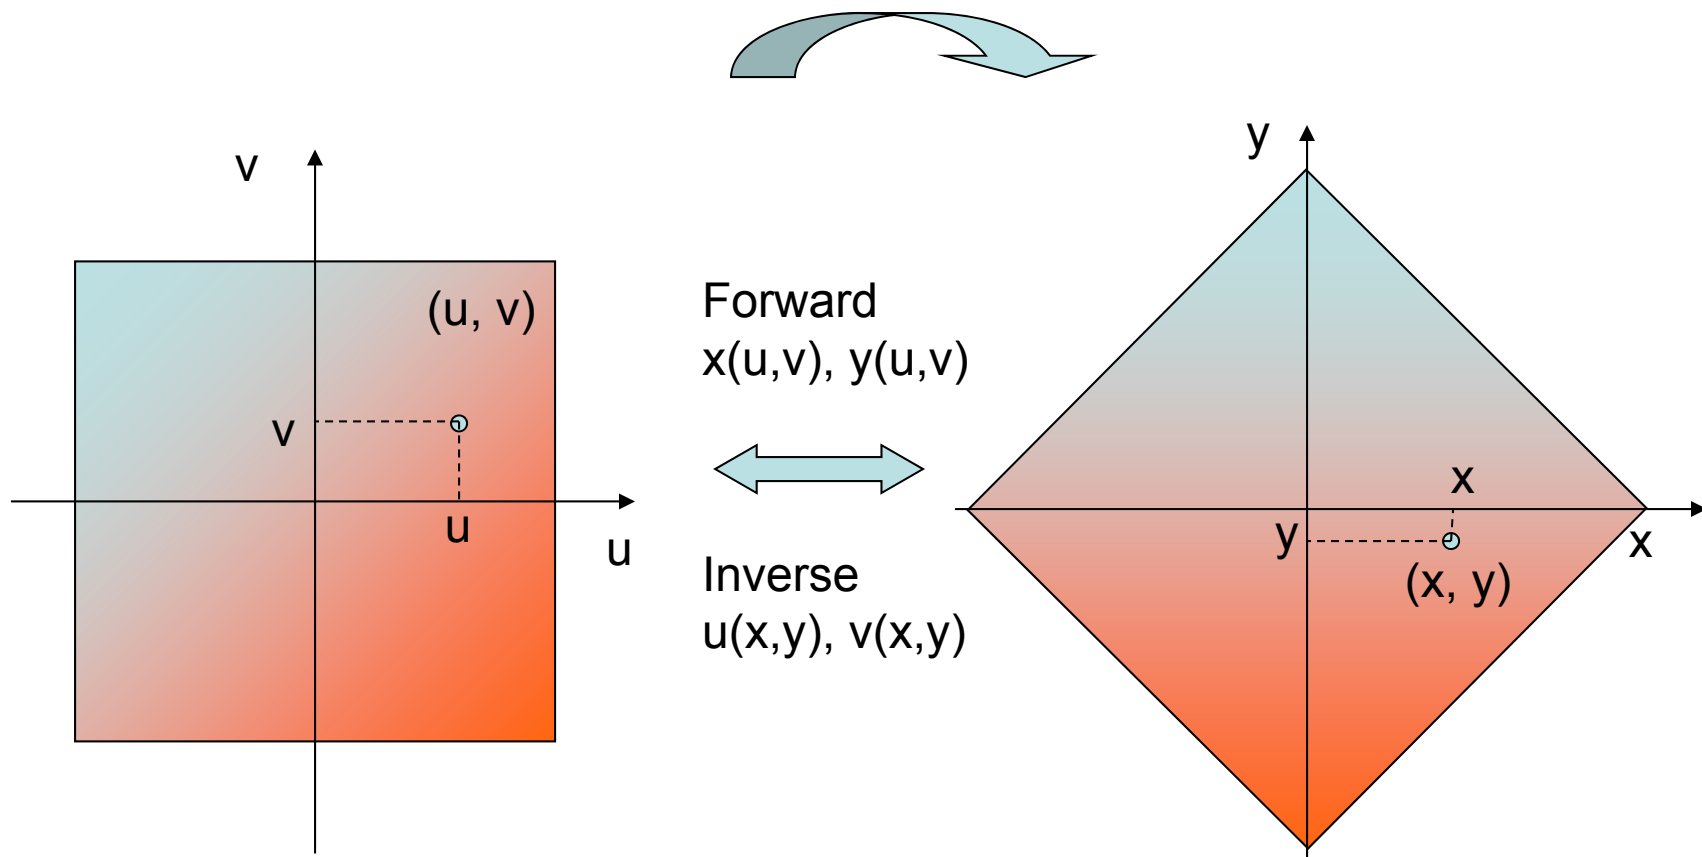 v
(u, v)
v
u
u
Forward
x(u,v), y(u,v)
Inverse
u(x,y), v(x,y)
y
x
y
x
(x, y)